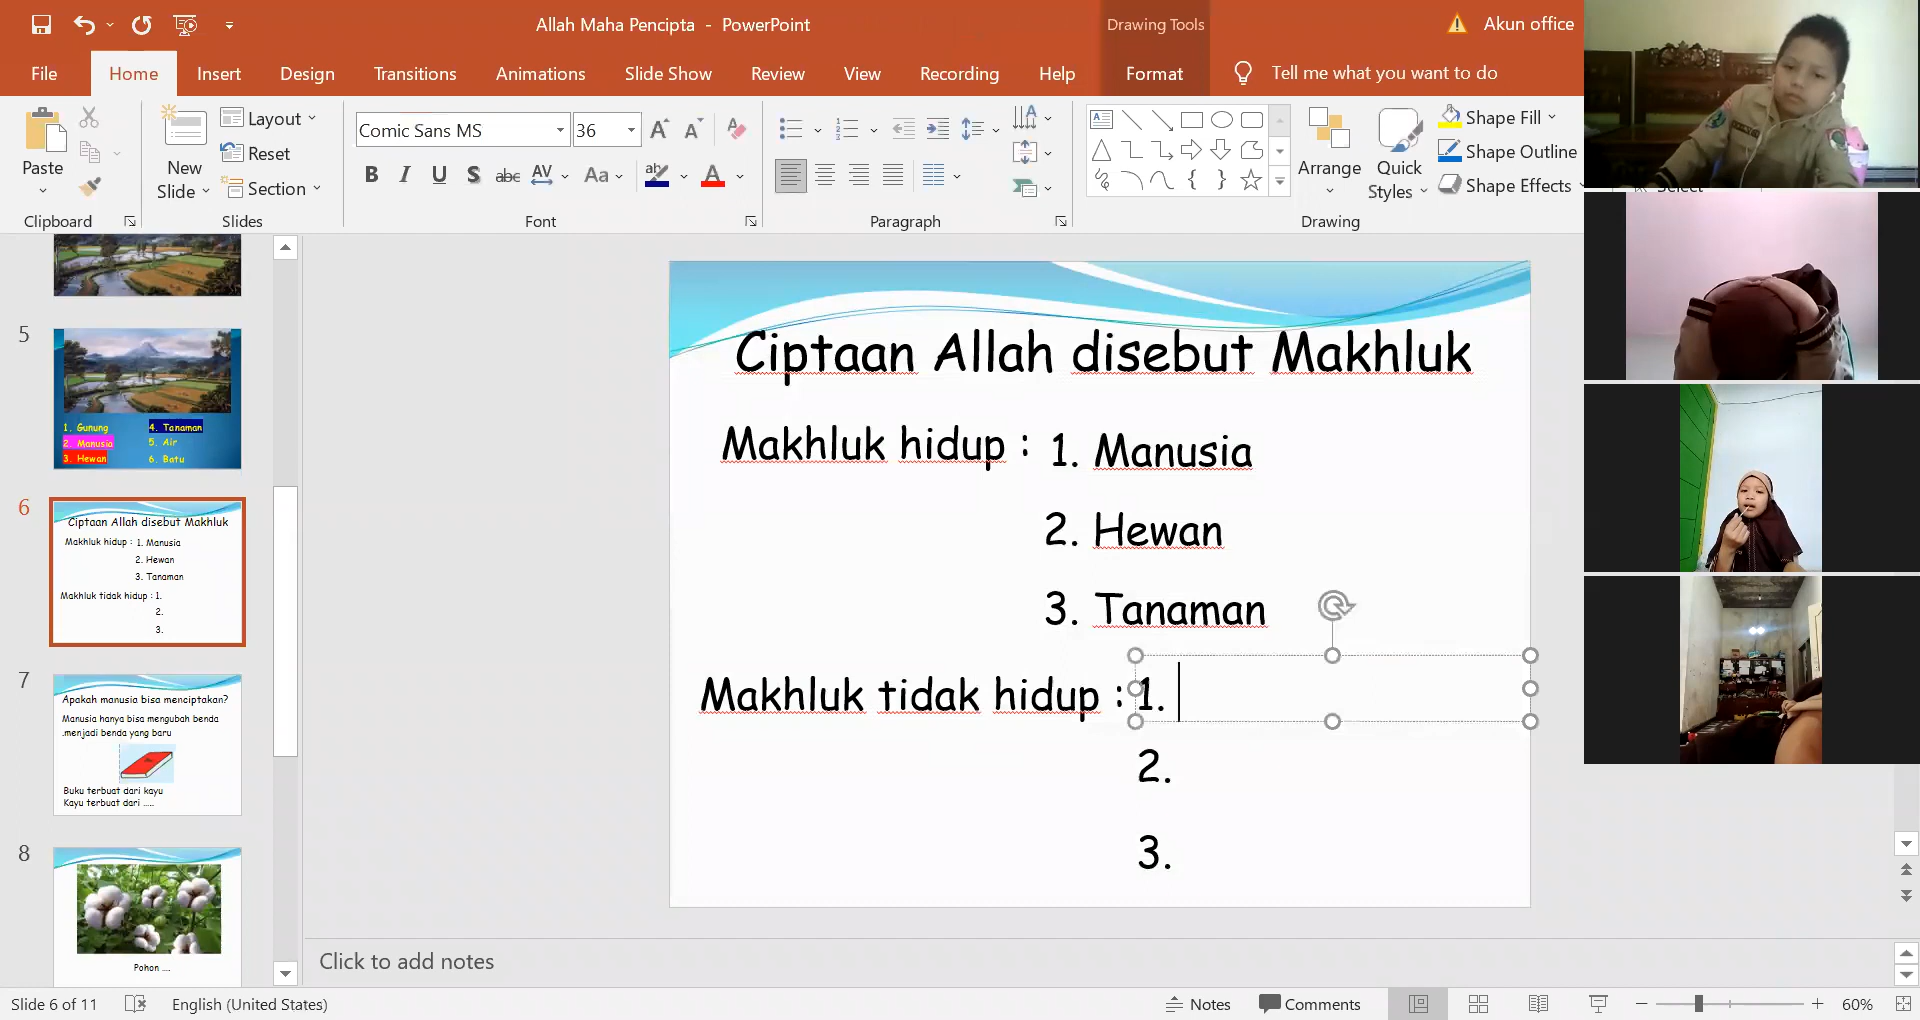 Allah Maha Pencipta - PowerPoint
Drawing Tools
Akun office
File
Home
Insert
Design
Transitions
Animations
Slide Show
Review
View
Recording
Help
Format
Tell me what you want to do
Paste
Clipboard
New
Slide
Layout
Reset
Section
Slides
Comic Sans MS
36
B I U S abc AV Aa A
Font
Paragraph
Arrange
Quick
Styles
Shape Fill
Shape Outline
Shape Effects
Drawing
Select
5
1. Gunung
2. Manusia
3. Hewan
4. Tanaman
5. Air
6. Batu
6
Ciptaan Allah disebut Makhluk
Makhluk hidup : 1. Manusia
2. Hewan
3. Tanaman
Makhluk tidak hidup : 1.
2.
3.
7
Apakah manusia bisa menciptakan?
Manusia hanya bisa mengubah benda
.menjadi benda yang baru
Buku terbuat dari kayu
Kayu terbuat dari .....
8
Pohon ....
Ciptaan Allah disebut Makhluk
Makhluk hidup : 1. Manusia
2. Hewan
3. Tanaman
Makhluk tidak hidup : 1.
2.
3.
Click to add notes
Slide 6 of 11
English (United States)
Notes
Comments
60%